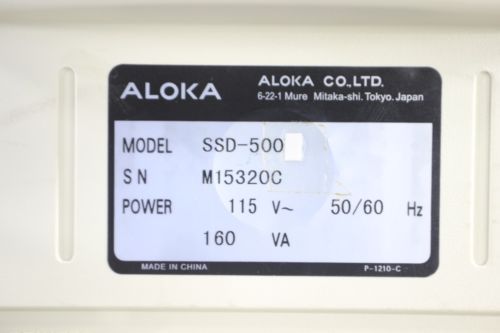 ALOKA
ALOKA CO.,LTD.
6-22-1 Mure Mitaka-shi. Tokyo. Japan
MODEL SSD-500
S N M15320C
POWER 115 V~ 50/60 Hz
160 VA
MADE IN CHINA
P-1210-C